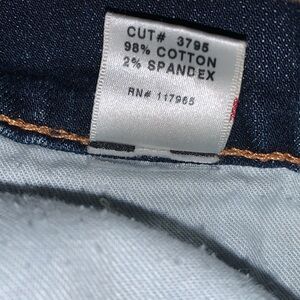 CUT# 3795
98% COTTON
2% SPANDEX
RN# 117965